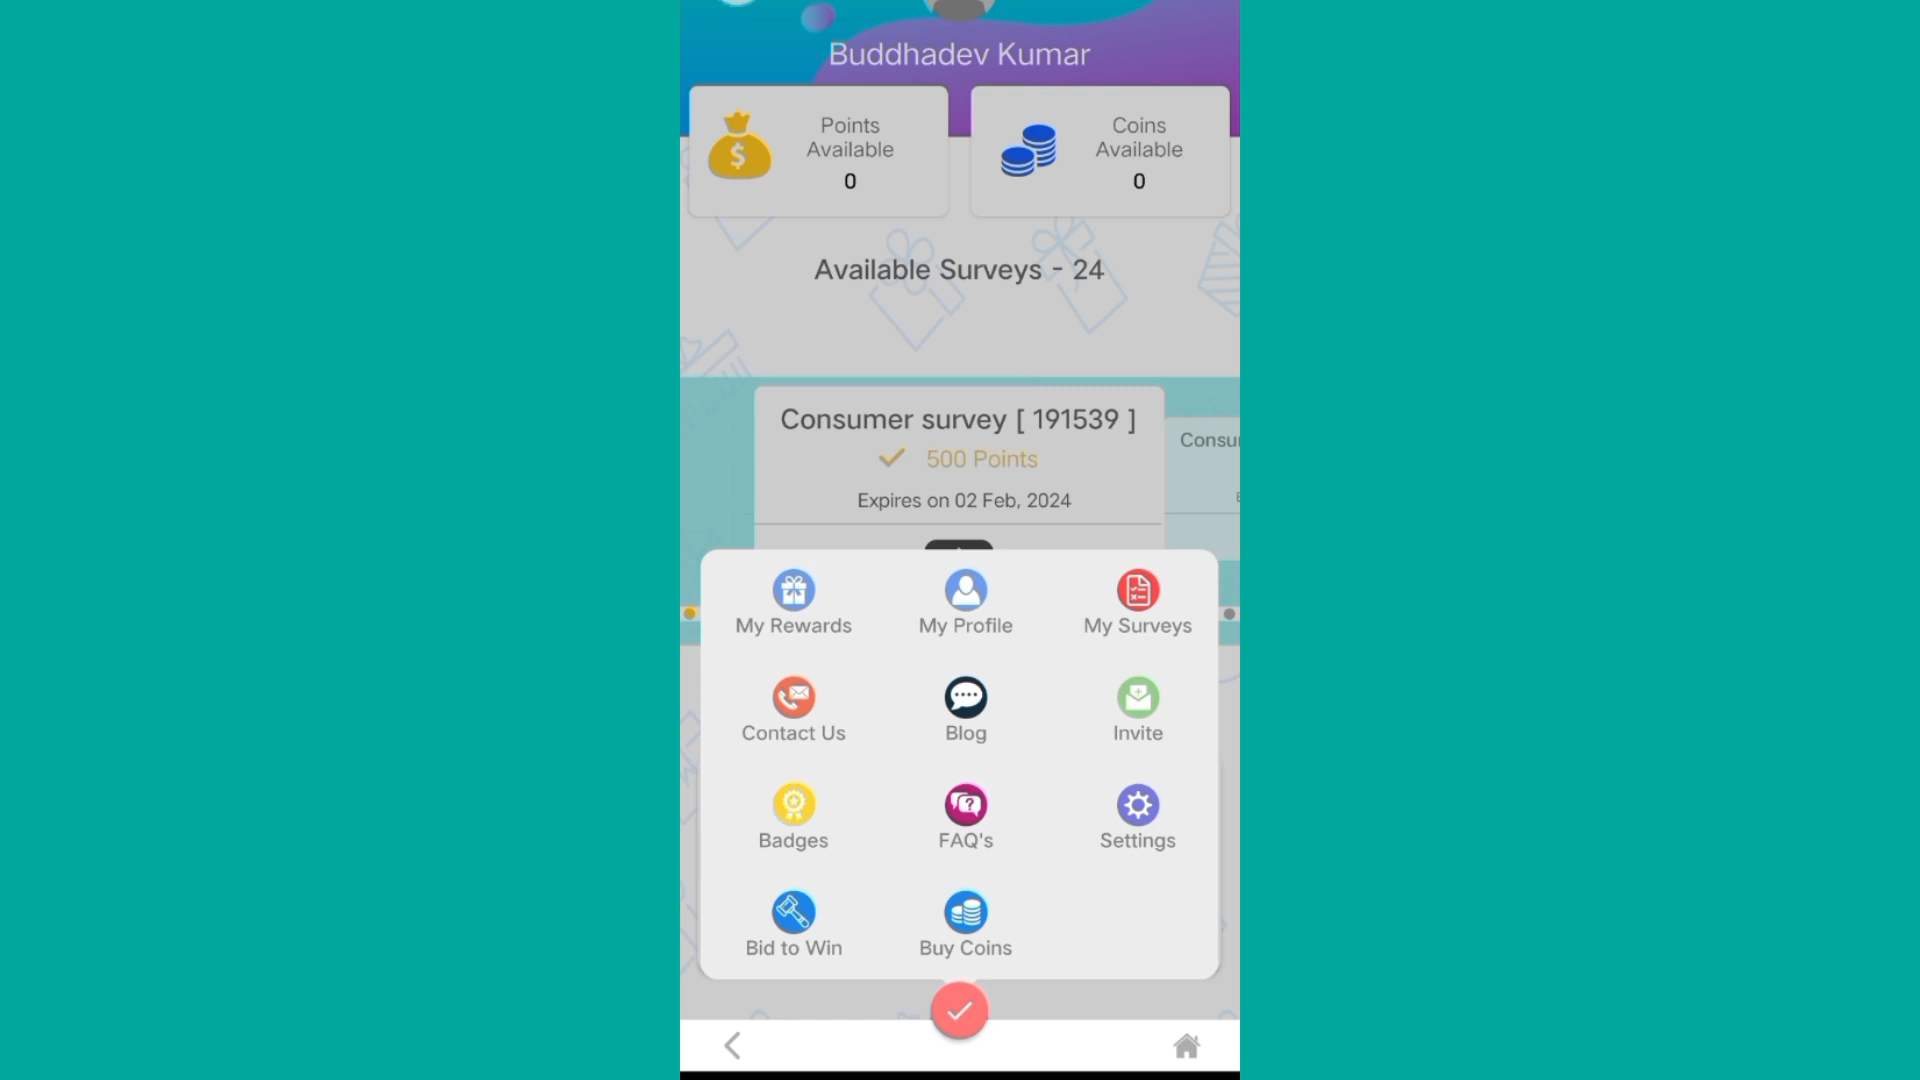 Buddhadev Kumar
Points
Available
0
Coins
Available
0
Available Surveys - 24
Consumer survey [ 191539 ]
500 Points
Expires on 02 Feb, 2024
My Rewards
My Profile
My Surveys
Contact Us
Blog
Invite
Badges
FAQ's
Settings
Bid to Win
Buy Coins